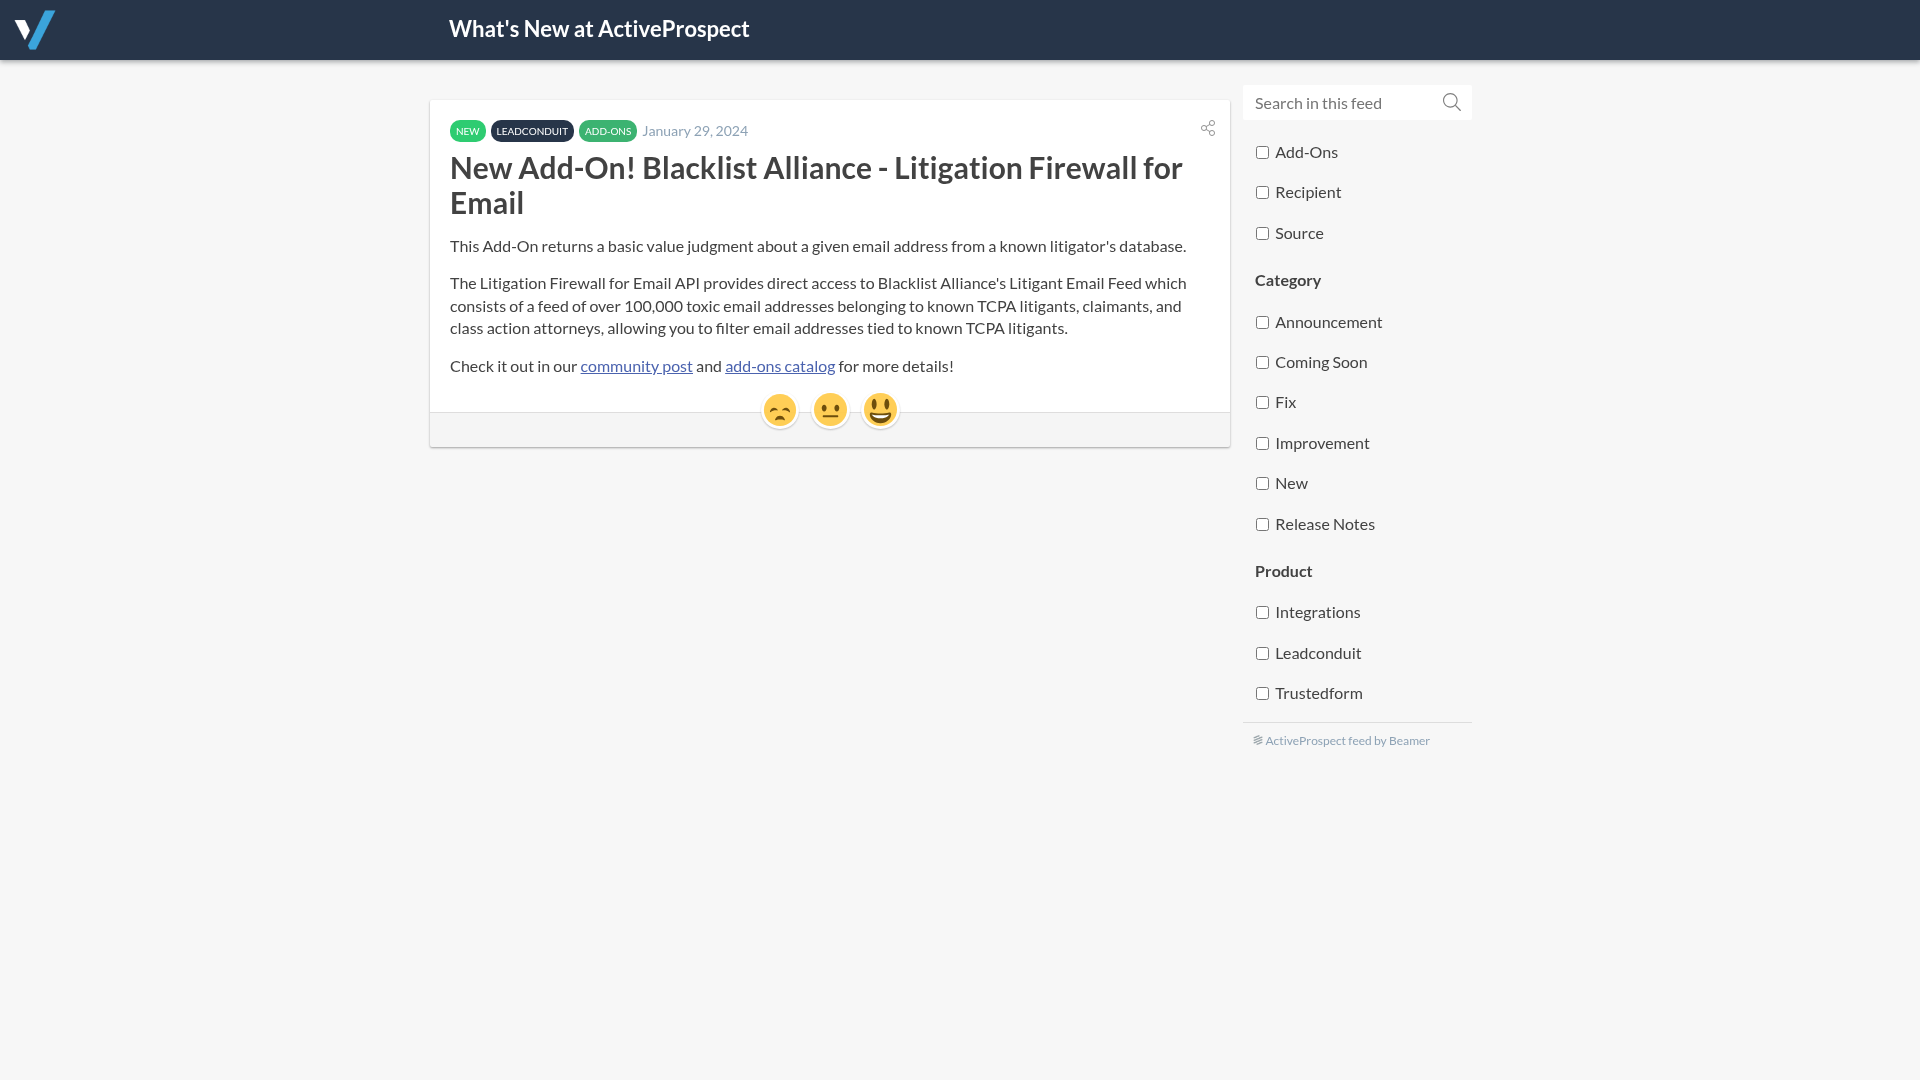 What's New at ActiveProspect
NEW LEADCONDUIT ADD-ONS January 29, 2024
New Add-On! Blacklist Alliance - Litigation Firewall for
Email
This Add-On returns a basic value judgment about a given email address from a known litigator's database.
The Litigation Firewall for Email API provides direct access to Blacklist Alliance's Litigant Email Feed which
consists of a feed of over 100,000 toxic email addresses belonging to known TCPA litigants, claimants, and
class action attorneys, allowing you to filter email addresses tied to known TCPA litigants.
Check it out in our community post and add-ons catalog for more details!
Search in this feed
Add-Ons
Recipient
Source
Category
Announcement
Coming Soon
Fix
Improvement
New
Release Notes
Product
Integrations
Leadconduit
Trustedform
ActiveProspect feed by Beamer